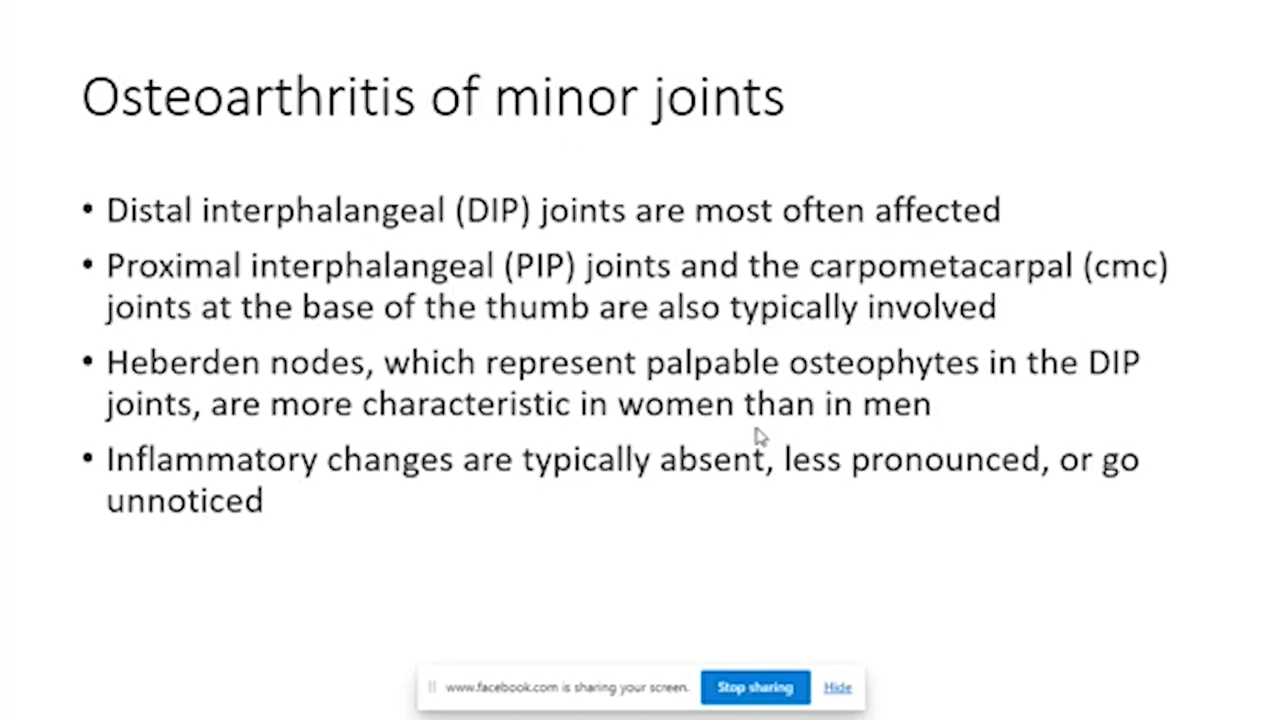 Osteoarthritis of minor joints
• Distal interphalangeal (DIP) joints are most often affected
• Proximal interphalangeal (PIP) joints and the carpometacarpal (cmc)
joints at the base of the thumb are also typically involved
• Heberden nodes, which represent palpable osteophytes in the DIP
joints, are more characteristic in women than in men
• Inflammatory changes are typically absent, less pronounced, or go
unnoticed
www.facebook.com is sharing your screen. Stop sharing Hide